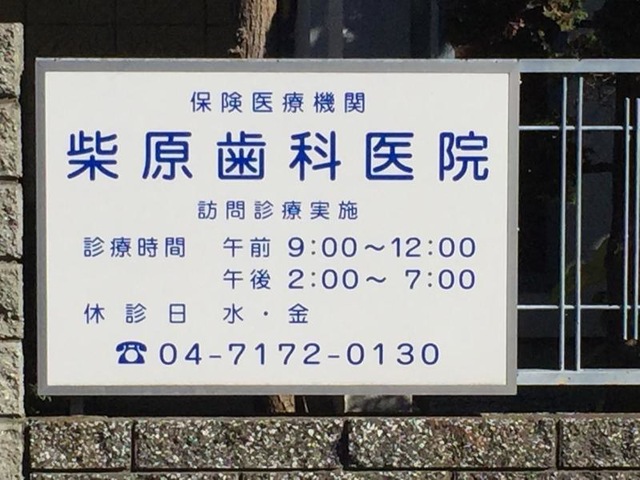 保険医療機関
柴原歯科医院
訪問診療実施
診療時間 午前 9:00～12:00
午後 2:00～ 7:00
休診日 水・金
☎04-7172-0130